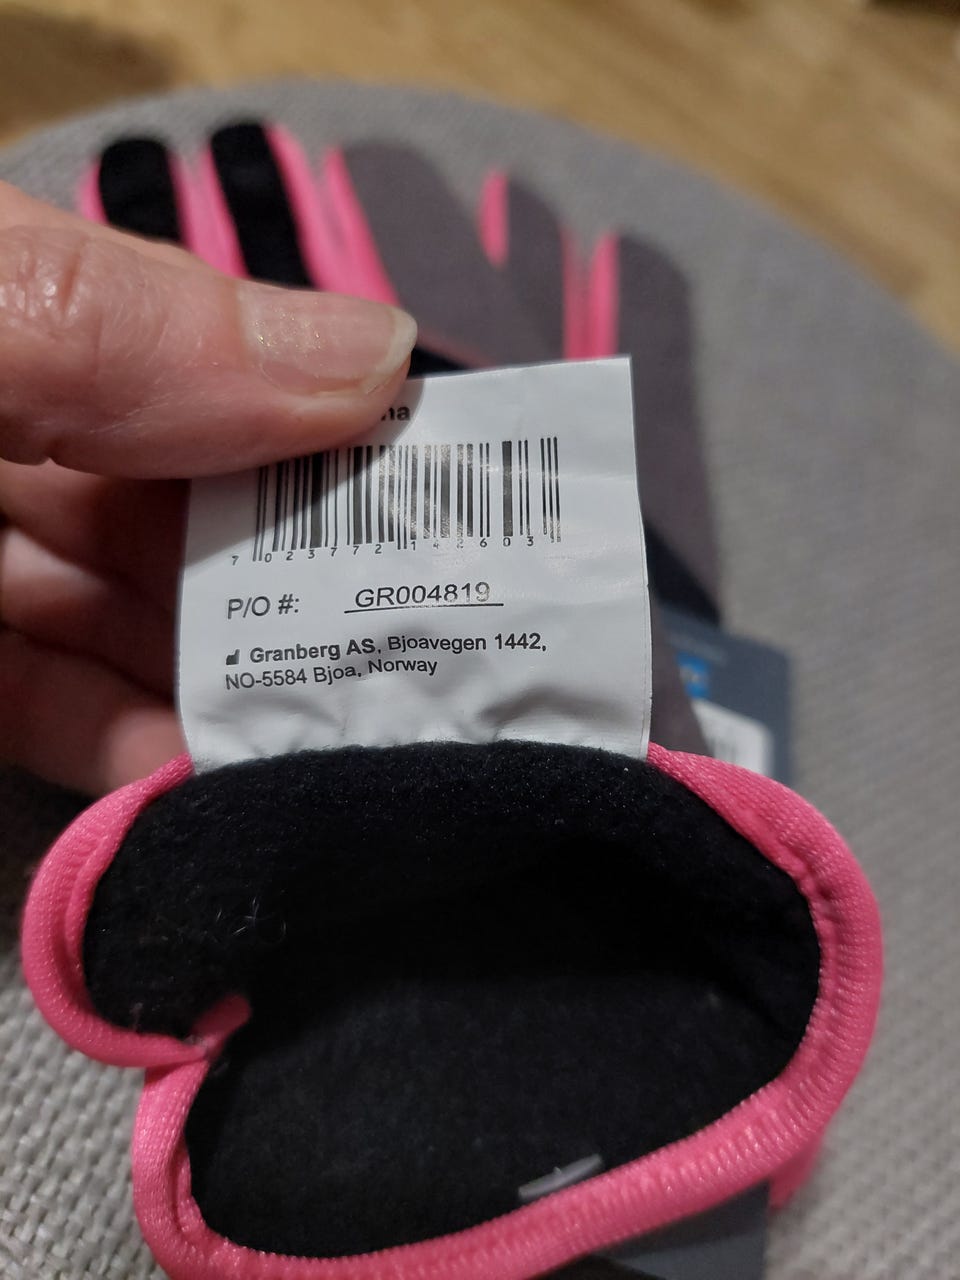 7 023772 142603
P/O #: GR004819
Granberg AS, Bjoavegen 1442,
NO-5584 Bjoa, Norway